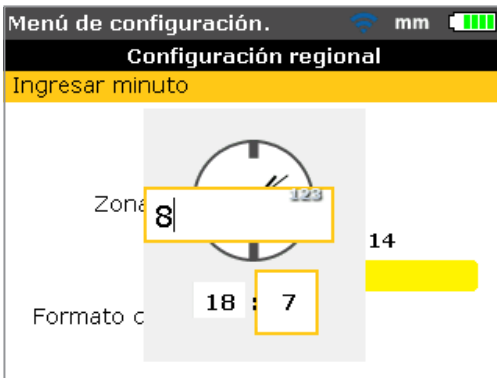 Menú de configuración. mm
Configuración regional
Ingresar minuto
Zona
123
8
14
18 : 7
Formato c